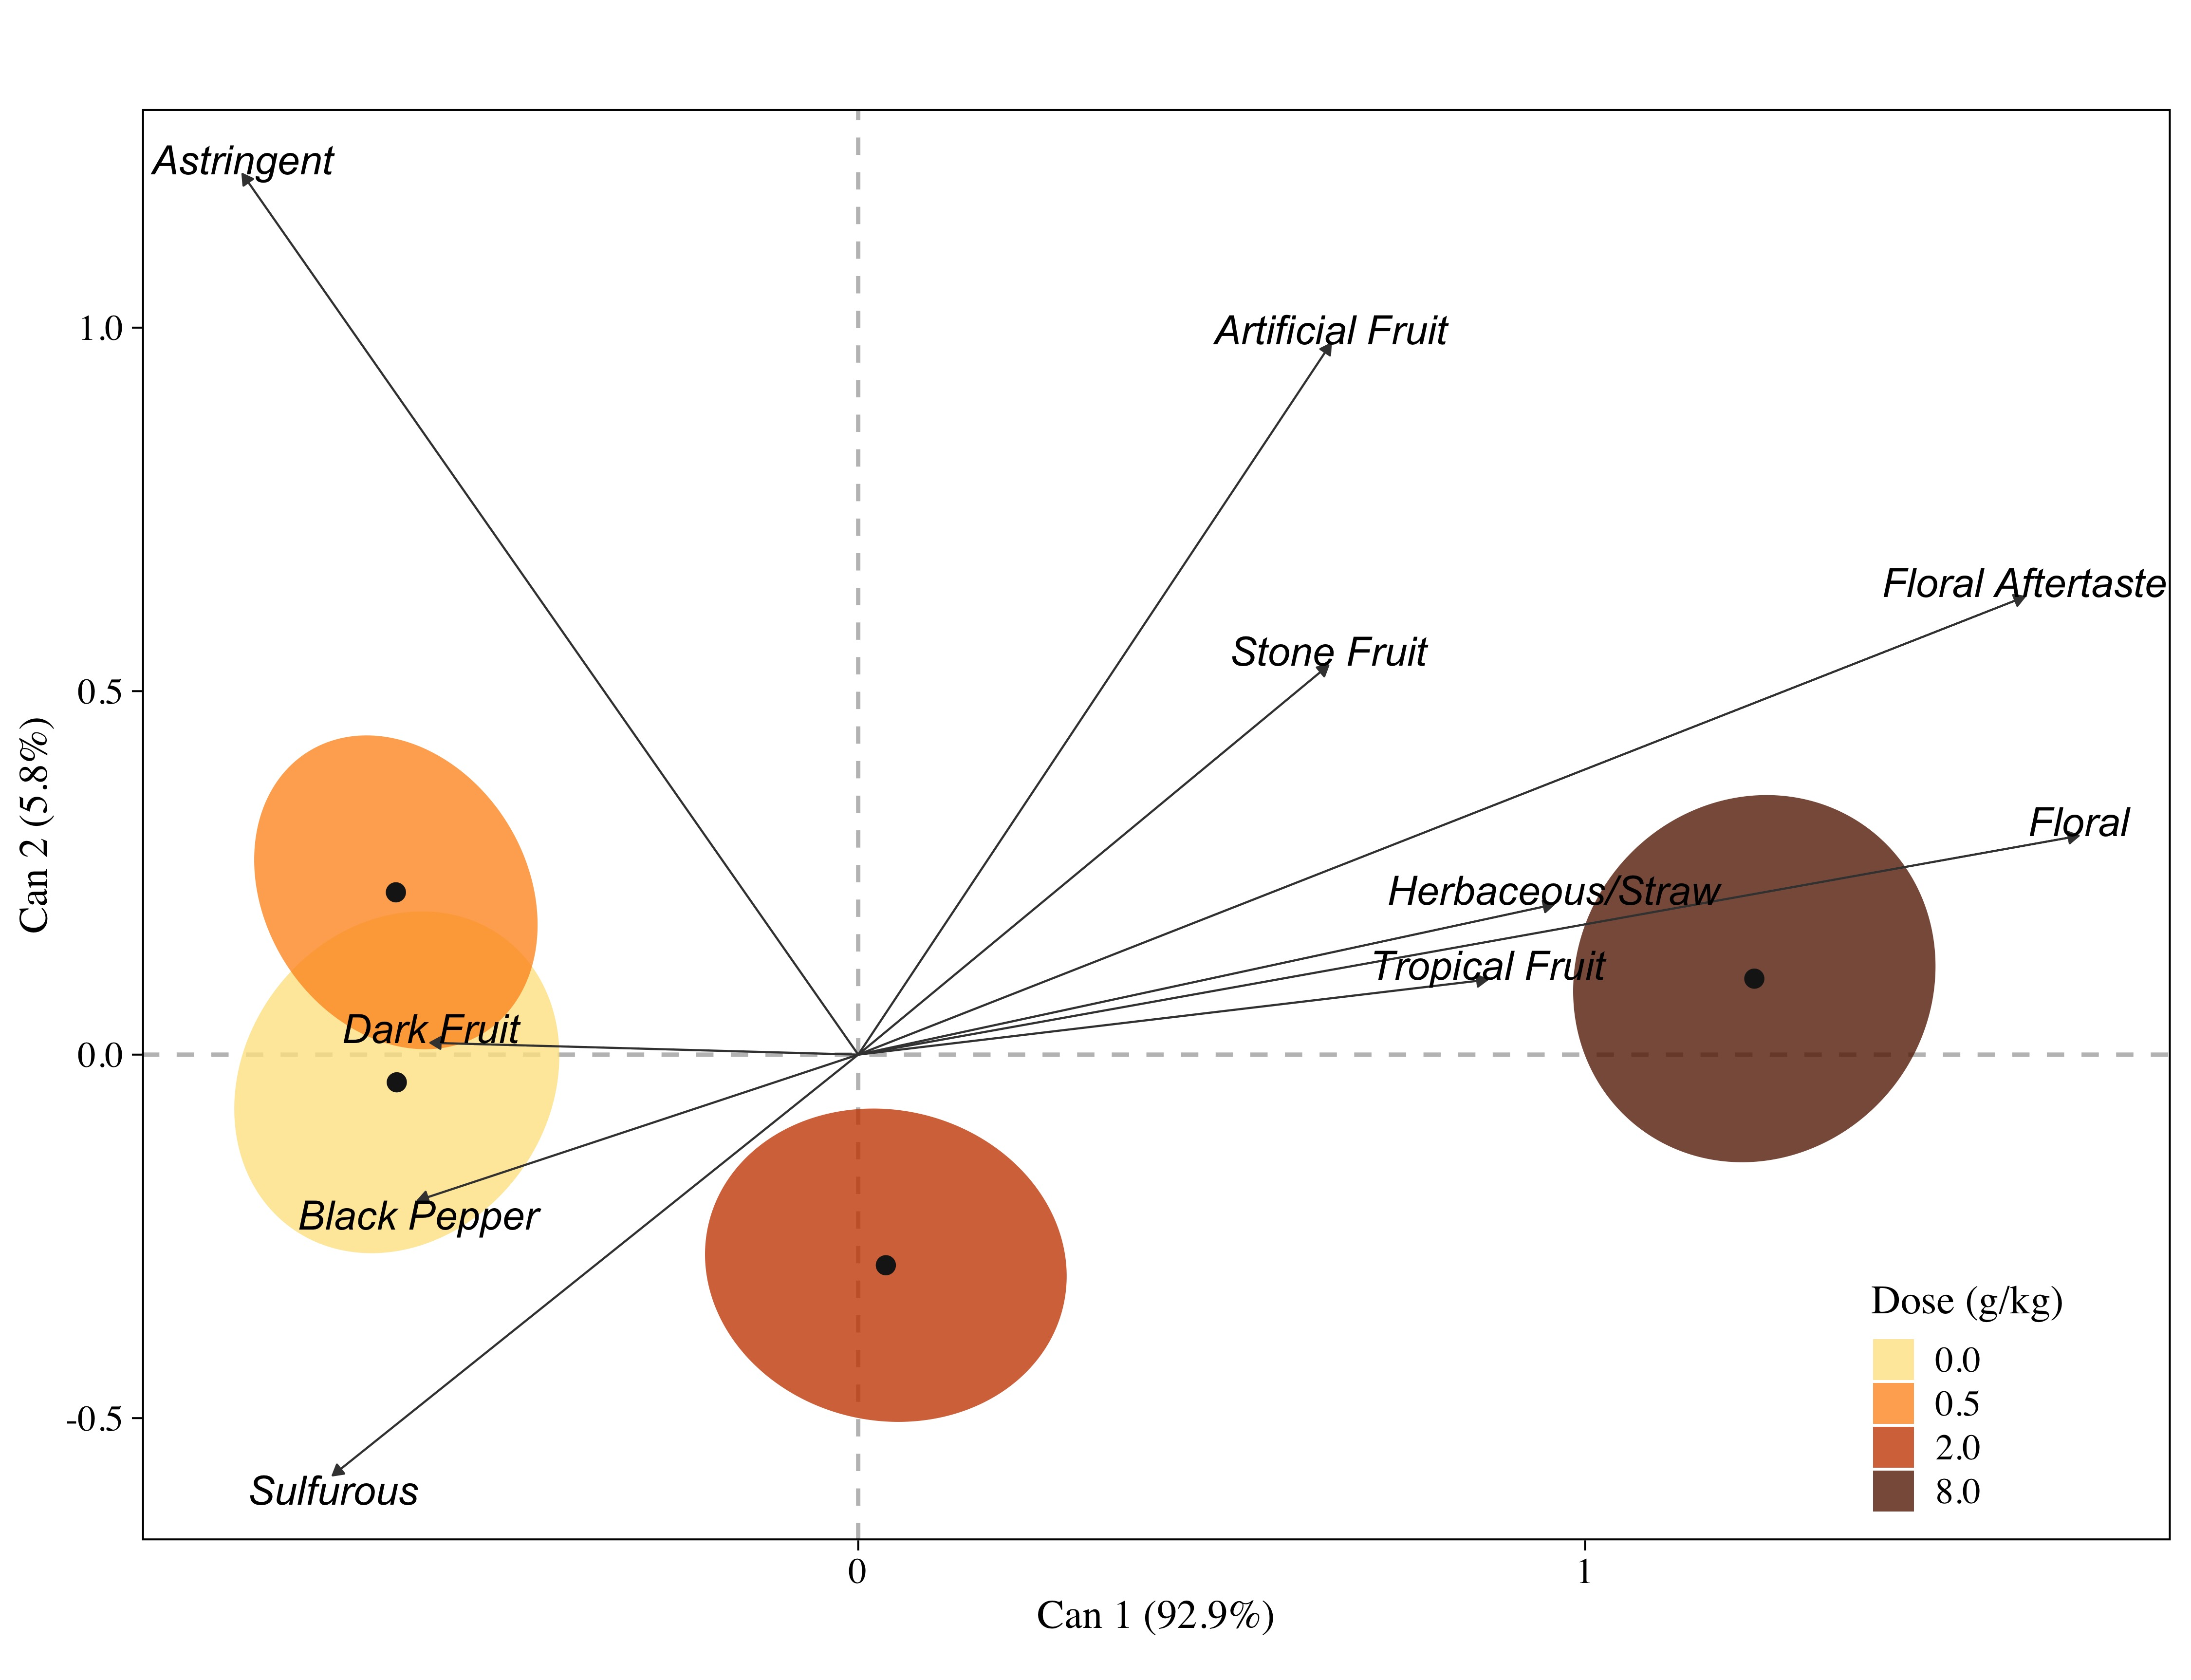 Astringent
Artificial Fruit
1.0
Floral Aftertaste
Stone Fruit
0.5
Floral
Herbaceous/Straw
Tropical Fruit
Dark Fruit
0.0
Black Pepper
-0.5
Sulfurous
Can 2 (5.8%)
Dose (g/kg)
0.0
0.5
2.0
8.0
0
1
Can 1 (92.9%)